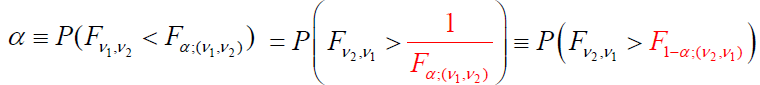 α ≡ P(F_{ν₁,ν₂} < F_{α;(ν₁,ν₂)}) = P(F_{ν₂,ν₁} > 1/F_{α;(ν₁,ν₂)}) ≡ P(F_{ν₂,ν₁} > F_{1−α;(ν₂,ν₁)})